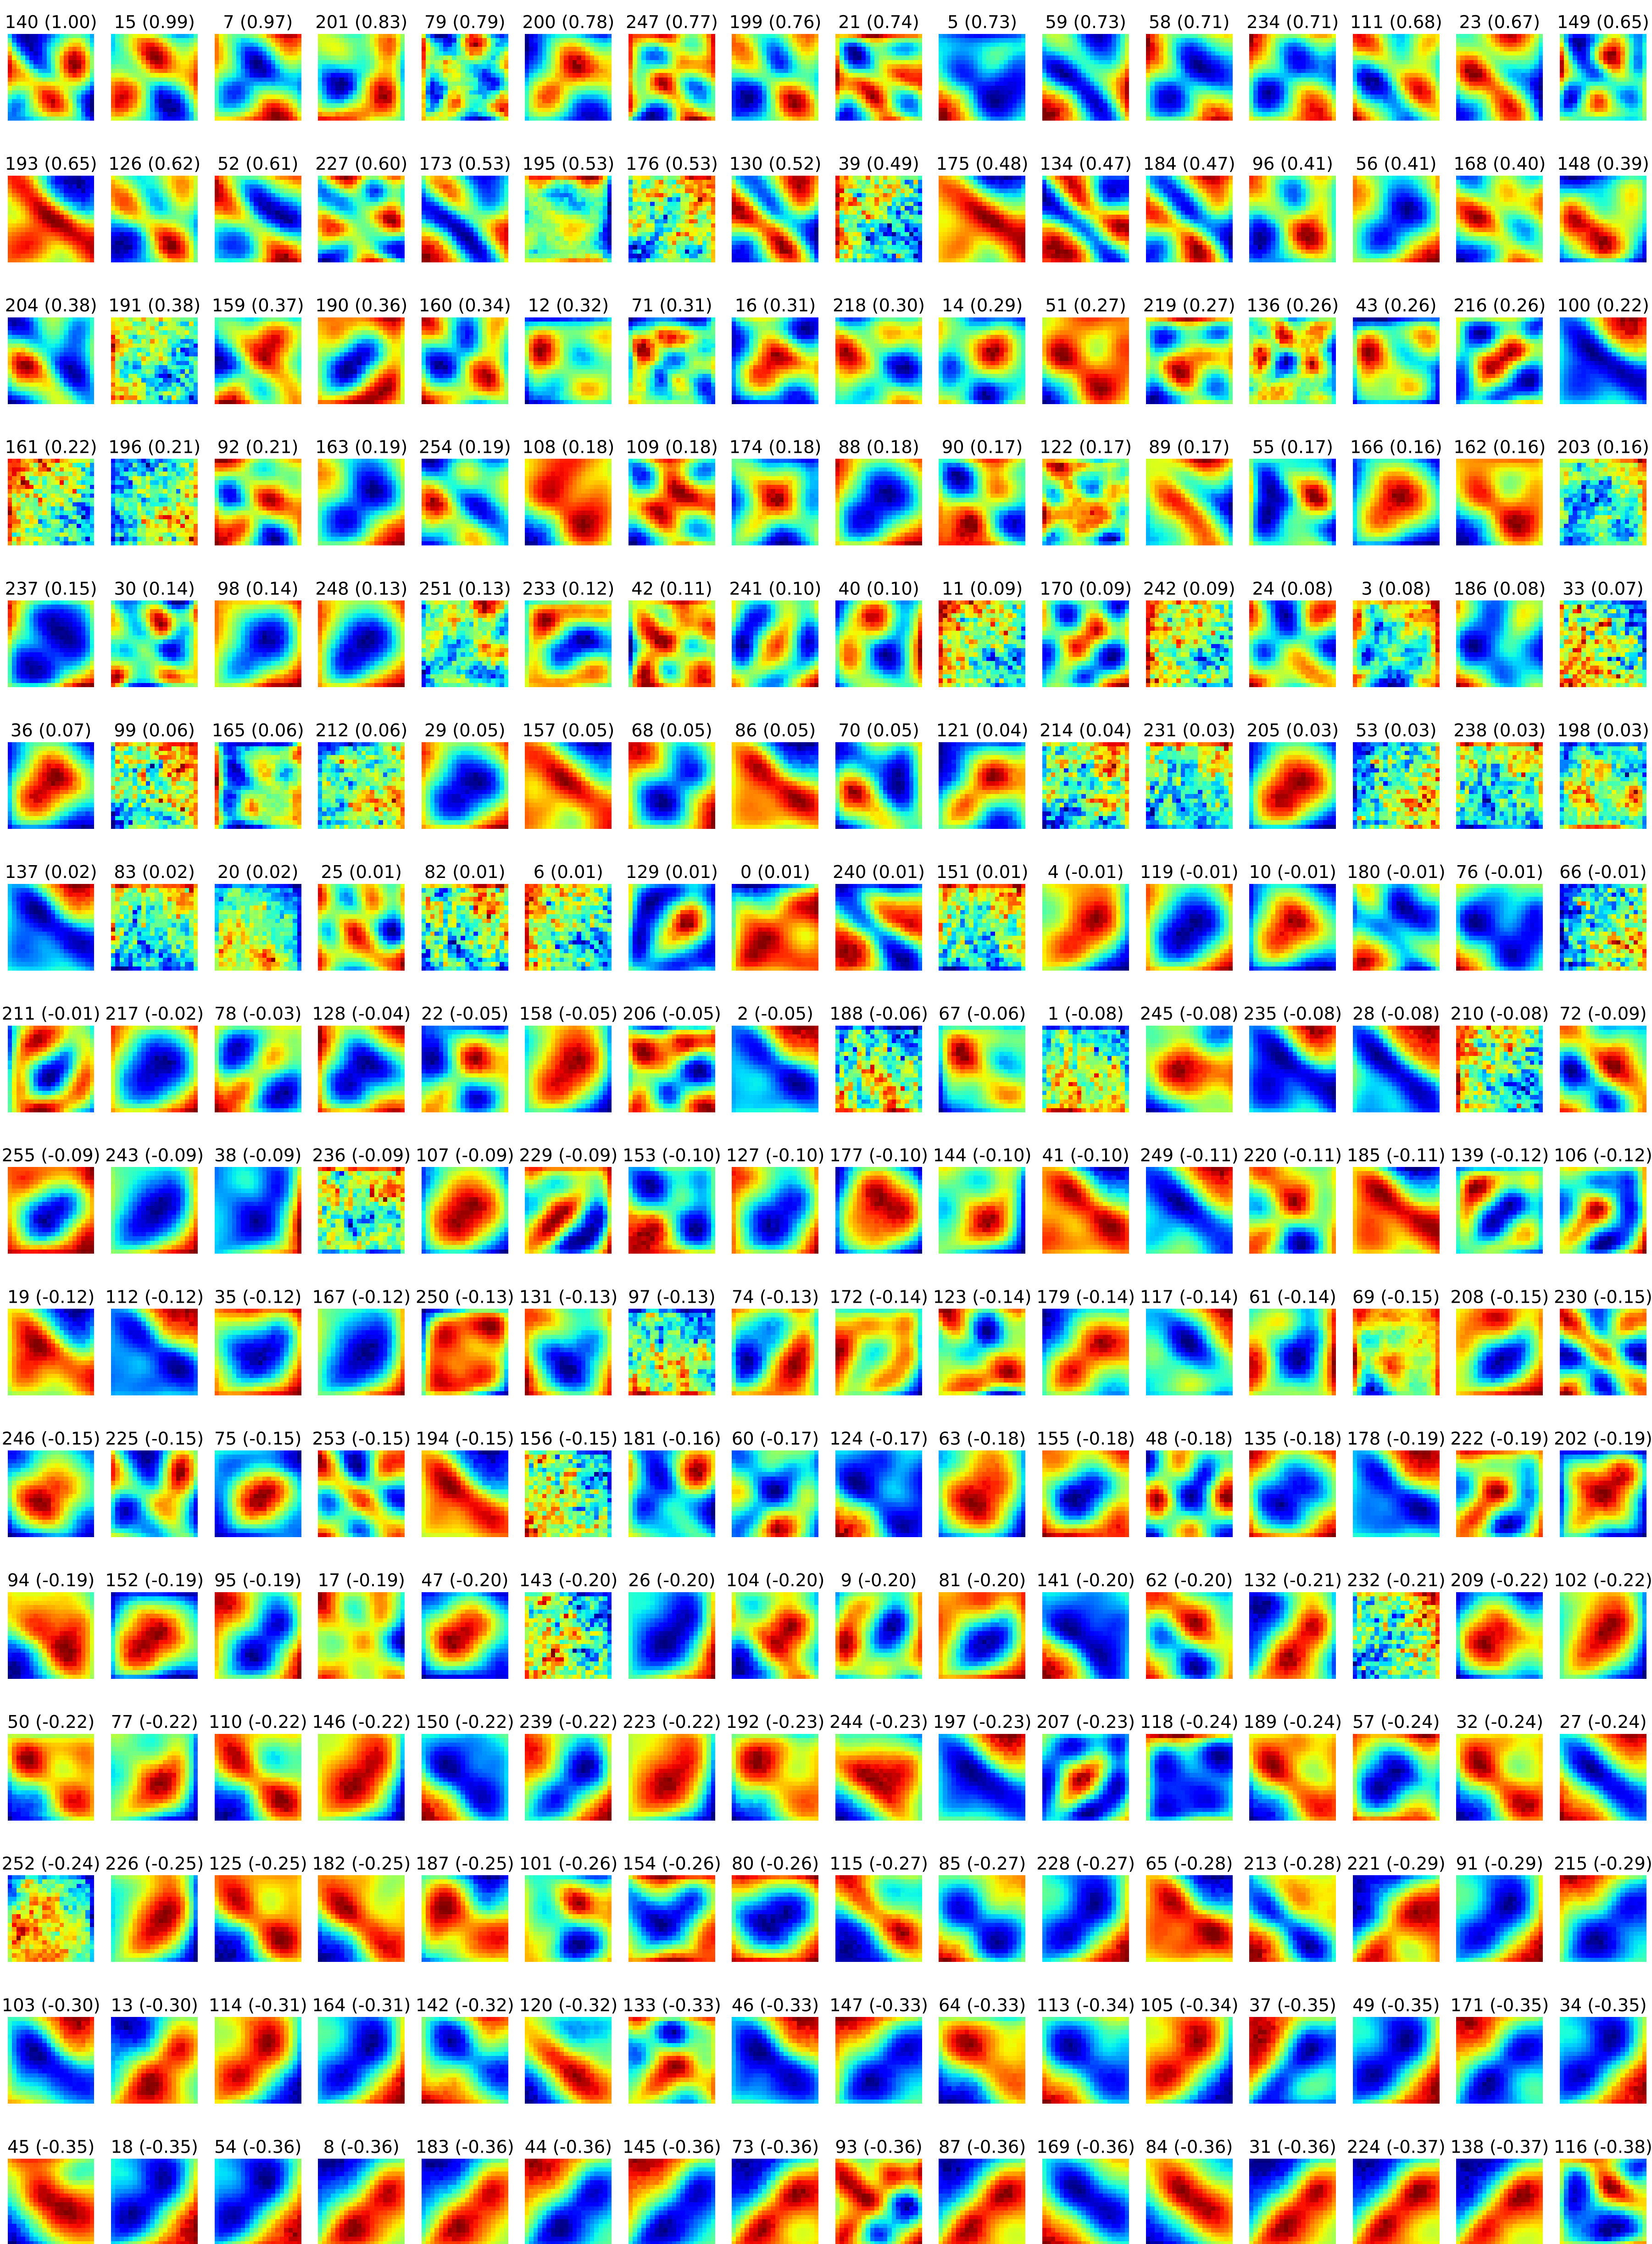 140 (1.00) 15 (0.99) 7 (0.97) 201 (0.83) 79 (0.79) 200 (0.78) 247 (0.77) 199 (0.76) 21 (0.74) 5 (0.73) 59 (0.73) 58 (0.71) 234 (0.71) 111 (0.68) 23 (0.67) 149 (0.65)
193 (0.65) 126 (0.62) 52 (0.61) 227 (0.60) 173 (0.53) 195 (0.53) 176 (0.53) 130 (0.52) 39 (0.49) 175 (0.48) 134 (0.47) 184 (0.47) 96 (0.41) 56 (0.41) 168 (0.40) 148 (0.39)
204 (0.38) 191 (0.38) 159 (0.37) 190 (0.36) 160 (0.34) 12 (0.32) 71 (0.31) 16 (0.31) 218 (0.30) 14 (0.29) 51 (0.27) 219 (0.27) 136 (0.26) 43 (0.26) 216 (0.26) 100 (0.22)
161 (0.22) 196 (0.21) 92 (0.21) 163 (0.19) 254 (0.19) 108 (0.18) 109 (0.18) 174 (0.18) 88 (0.18) 90 (0.17) 122 (0.17) 89 (0.17) 55 (0.17) 166 (0.16) 162 (0.16) 203 (0.16)
237 (0.15) 30 (0.14) 98 (0.14) 248 (0.13) 251 (0.13) 233 (0.12) 42 (0.11) 241 (0.10) 40 (0.10) 11 (0.09) 170 (0.09) 242 (0.09) 24 (0.08) 3 (0.08) 186 (0.08) 33 (0.07)
36 (0.07) 99 (0.06) 165 (0.06) 212 (0.06) 29 (0.05) 157 (0.05) 68 (0.05) 86 (0.05) 70 (0.05) 121 (0.04) 214 (0.04) 231 (0.03) 205 (0.03) 53 (0.03) 238 (0.03) 198 (0.03)
137 (0.02) 83 (0.02) 20 (0.02) 25 (0.01) 82 (0.01) 6 (0.01) 129 (0.01) 0 (0.01) 240 (0.01) 151 (0.01) 4 (-0.01) 119 (-0.01) 10 (-0.01) 180 (-0.01) 76 (-0.01) 66 (-0.01)
211 (-0.01) 217 (-0.02) 78 (-0.03) 128 (-0.04) 22 (-0.05) 158 (-0.05) 206 (-0.05) 2 (-0.05) 188 (-0.06) 67 (-0.06) 1 (-0.08) 245 (-0.08) 235 (-0.08) 28 (-0.08) 210 (-0.08) 72 (-0.09)
255 (-0.09) 243 (-0.09) 38 (-0.09) 236 (-0.09) 107 (-0.09) 229 (-0.09) 153 (-0.10) 127 (-0.10) 177 (-0.10) 144 (-0.10) 41 (-0.10) 249 (-0.11) 220 (-0.11) 185 (-0.11) 139 (-0.12) 106 (-0.12)
19 (-0.12) 112 (-0.12) 35 (-0.12) 167 (-0.12) 250 (-0.13) 131 (-0.13) 97 (-0.13) 74 (-0.13) 172 (-0.14) 123 (-0.14) 179 (-0.14) 117 (-0.14) 61 (-0.14) 69 (-0.15) 208 (-0.15) 230 (-0.15)
246 (-0.15) 225 (-0.15) 75 (-0.15) 253 (-0.15) 194 (-0.15) 156 (-0.15) 181 (-0.16) 60 (-0.17) 124 (-0.17) 63 (-0.18) 155 (-0.18) 48 (-0.18) 135 (-0.18) 178 (-0.19) 222 (-0.19) 202 (-0.19)
94 (-0.19) 152 (-0.19) 95 (-0.19) 17 (-0.19) 47 (-0.20) 143 (-0.20) 26 (-0.20) 104 (-0.20) 9 (-0.20) 81 (-0.20) 141 (-0.20) 62 (-0.20) 132 (-0.21) 232 (-0.21) 209 (-0.22) 102 (-0.22)
50 (-0.22) 77 (-0.22) 110 (-0.22) 146 (-0.22) 150 (-0.22) 239 (-0.22) 223 (-0.22) 192 (-0.23) 244 (-0.23) 197 (-0.23) 207 (-0.23) 118 (-0.24) 189 (-0.24) 57 (-0.24) 32 (-0.24) 27 (-0.24)
252 (-0.24) 226 (-0.25) 125 (-0.25) 182 (-0.25) 187 (-0.25) 101 (-0.26) 154 (-0.26) 80 (-0.26) 115 (-0.27) 85 (-0.27) 228 (-0.27) 65 (-0.28) 213 (-0.28) 221 (-0.29) 91 (-0.29) 215 (-0.29)
103 (-0.30) 13 (-0.30) 114 (-0.31) 164 (-0.31) 142 (-0.32) 120 (-0.32) 133 (-0.33) 46 (-0.33) 147 (-0.33) 64 (-0.33) 113 (-0.34) 105 (-0.34) 37 (-0.35) 49 (-0.35) 171 (-0.35) 34 (-0.35)
45 (-0.35) 18 (-0.35) 54 (-0.36) 8 (-0.36) 183 (-0.36) 44 (-0.36) 145 (-0.36) 73 (-0.36) 93 (-0.36) 87 (-0.36) 169 (-0.36) 84 (-0.36) 31 (-0.36) 224 (-0.37) 138 (-0.37) 116 (-0.38)